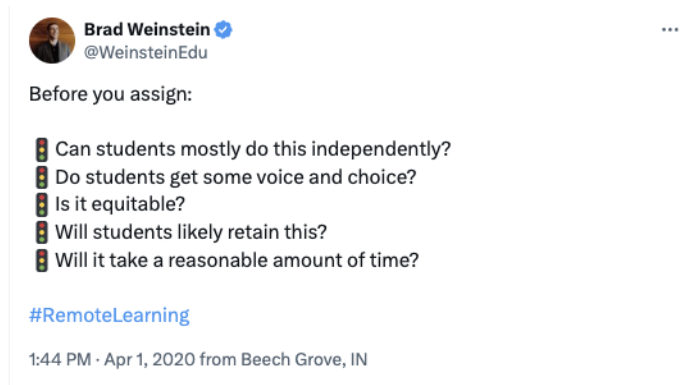 Brad Weinstein
@WeinsteinEdu
Before you assign:
🚦Can students mostly do this independently?
🚦Do students get some voice and choice?
🚦Is it equitable?
🚦Will students likely retain this?
🚦Will it take a reasonable amount of time?
#RemoteLearning
1:44 PM · Apr 1, 2020 from Beech Grove, IN